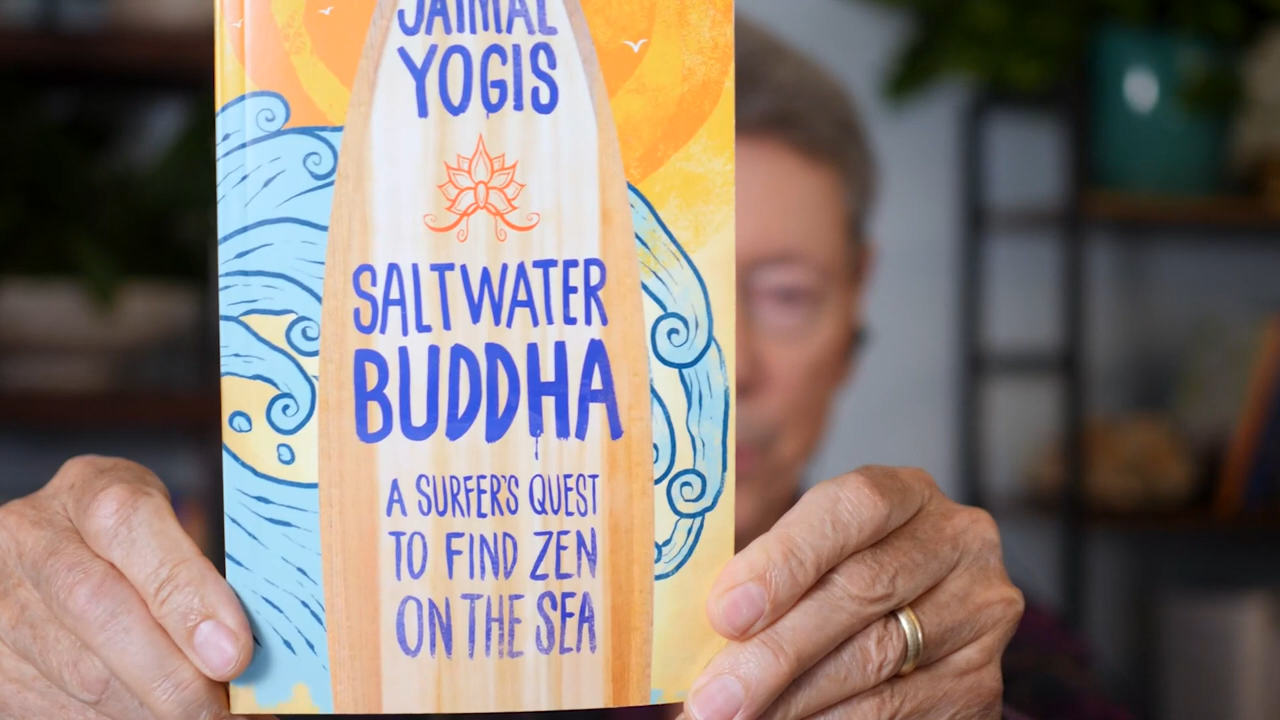 JAIMAL
YOGIS
SALTWATER
BUDDHA
A SURFER'S QUEST
TO FIND ZEN
ON THE SEA